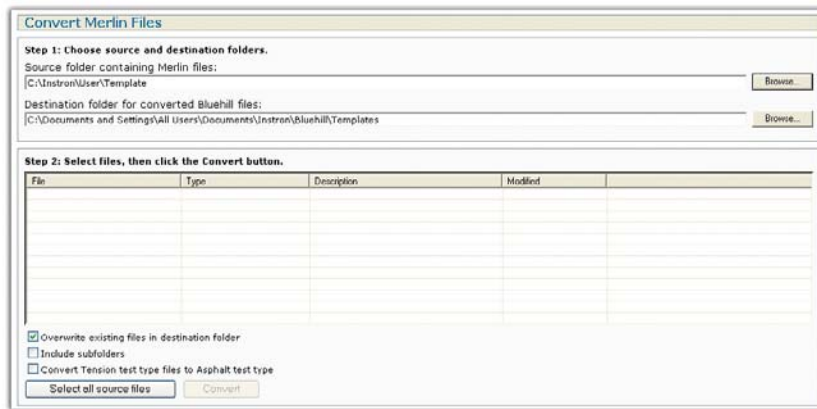 Convert Merlin Files
Step 1: Choose source and destination folders.
Source folder containing Merlin files:
C:\Instron\User\Template
Browse...
Destination folder for converted Bluehill files:
C:\Documents and Settings\All Users\Documents\Instron\Bluehill\Templates
Browse...
Step 2: Select files, then click the Convert button.
File Type Description Modified
Overwrite existing files in destination folder
Include subfolders
Convert Tension test type files to Asphalt test type
Select all source files Convert